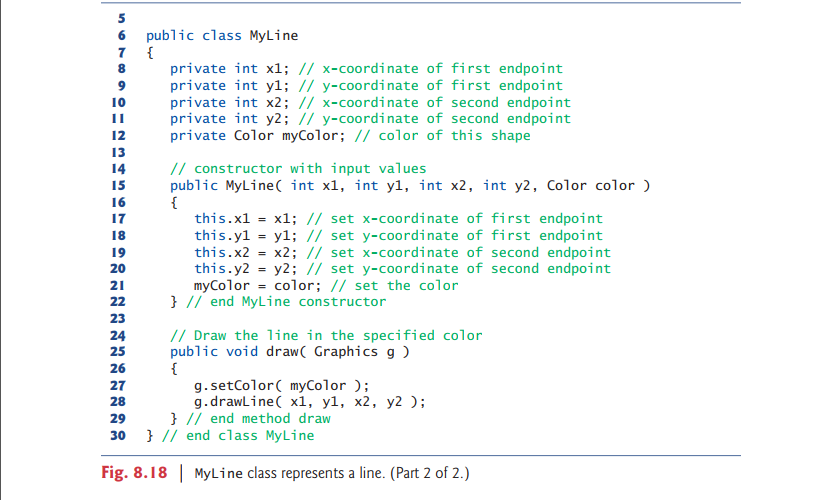 5
6 public class MyLine
7 {
8 private int x1; // x-coordinate of first endpoint
9 private int y1; // y-coordinate of first endpoint
10 private int x2; // x-coordinate of second endpoint
11 private int y2; // y-coordinate of second endpoint
12 private Color myColor; // color of this shape
13
14 // constructor with input values
15 public MyLine( int x1, int y1, int x2, int y2, Color color )
16 {
17 this.x1 = x1; // set x-coordinate of first endpoint
18 this.y1 = y1; // set y-coordinate of first endpoint
19 this.x2 = x2; // set x-coordinate of second endpoint
20 this.y2 = y2; // set y-coordinate of second endpoint
21 myColor = color; // set the color
22 } // end MyLine constructor
23
24 // Draw the line in the specified color
25 public void draw( Graphics g )
26 {
27 g.setColor( myColor );
28 g.drawLine( x1, y1, x2, y2 );
29 } // end method draw
30 } // end class MyLine
Fig. 8.18 | MyLine class represents a line. (Part 2 of 2.)